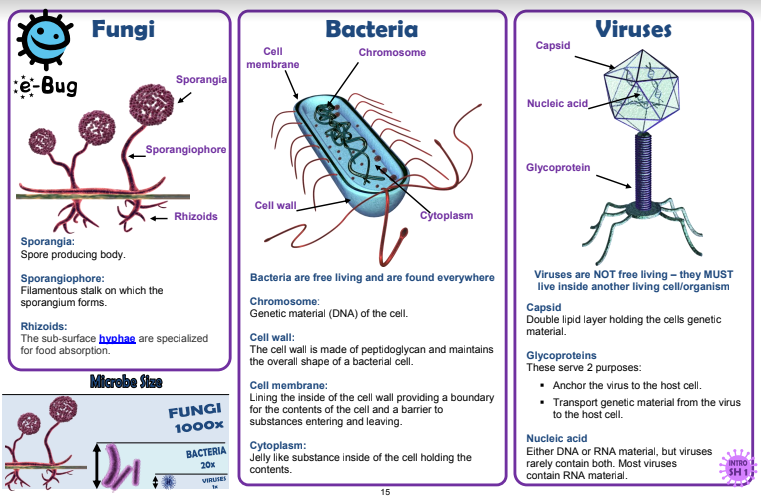 e-Bug
Fungi
Sporangia
Sporangiophore
Rhizoids
Sporangia:
Spore producing body.
Sporangiophore:
Filamentous stalk on which the
sporangium forms.
Rhizoids:
The sub-surface hyphae are specialized
for food absorption.
Microbe Size
FUNGI
1000x
BACTERIA
20x
VIRUSES
1x
Bacteria
Cell
membrane
Chromosome
Cell wall
Cytoplasm
Bacteria are free living and are found everywhere
Chromosome:
Genetic material (DNA) of the cell.
Cell wall:
The cell wall is made of peptidoglycan and maintains
the overall shape of a bacterial cell.
Cell membrane:
Lining the inside of the cell wall providing a boundary
for the contents of the cell and a barrier to
substances entering and leaving.
Cytoplasm:
Jelly like substance inside of the cell holding the
contents.
Viruses
Capsid
Nucleic acid
Glycoprotein
Viruses are NOT free living – they MUST
live inside another living cell/organism
Capsid
Double lipid layer holding the cells genetic
material.
Glycoproteins
These serve 2 purposes:
▪ Anchor the virus to the host cell.
▪ Transport genetic material from the virus
to the host cell.
Nucleic acid
Either DNA or RNA material, but viruses
rarely contain both. Most viruses
contain RNA material.
INTRO
SH 1
15